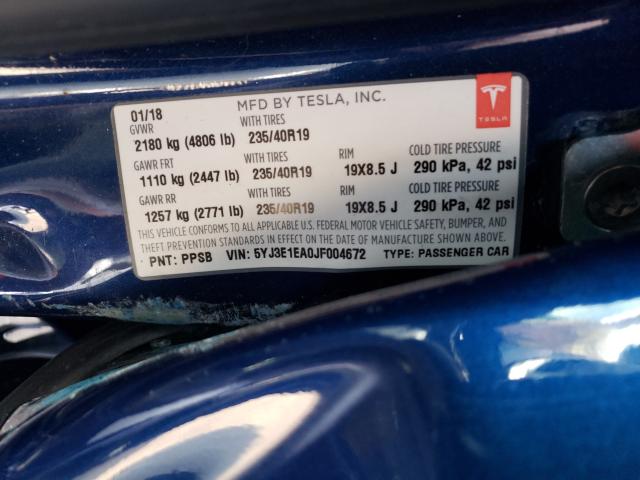 01/18 MFD BY TESLA, INC.
GVWR WITH TIRES
2180 kg (4806 lb) 235/40R19
GAWR FRT WITH TIRES RIM COLD TIRE PRESSURE
1110 kg (2447 lb) 235/40R19 19X8.5 J 290 kPa, 42 psi
GAWR RR WITH TIRES RIM COLD TIRE PRESSURE
1257 kg (2771 lb) 235/40R19 19X8.5 J 290 kPa, 42 psi
THIS VEHICLE CONFORMS TO ALL APPLICABLE U.S. FEDERAL MOTOR VEHICLE SAFETY, BUMPER, AND
THEFT PREVENTION STANDARDS IN EFFECT ON THE DATE OF MANUFACTURE SHOWN ABOVE.
PNT: PPSB VIN: 5YJ3E1EA0JF004672 TYPE: PASSENGER CAR
TESLA